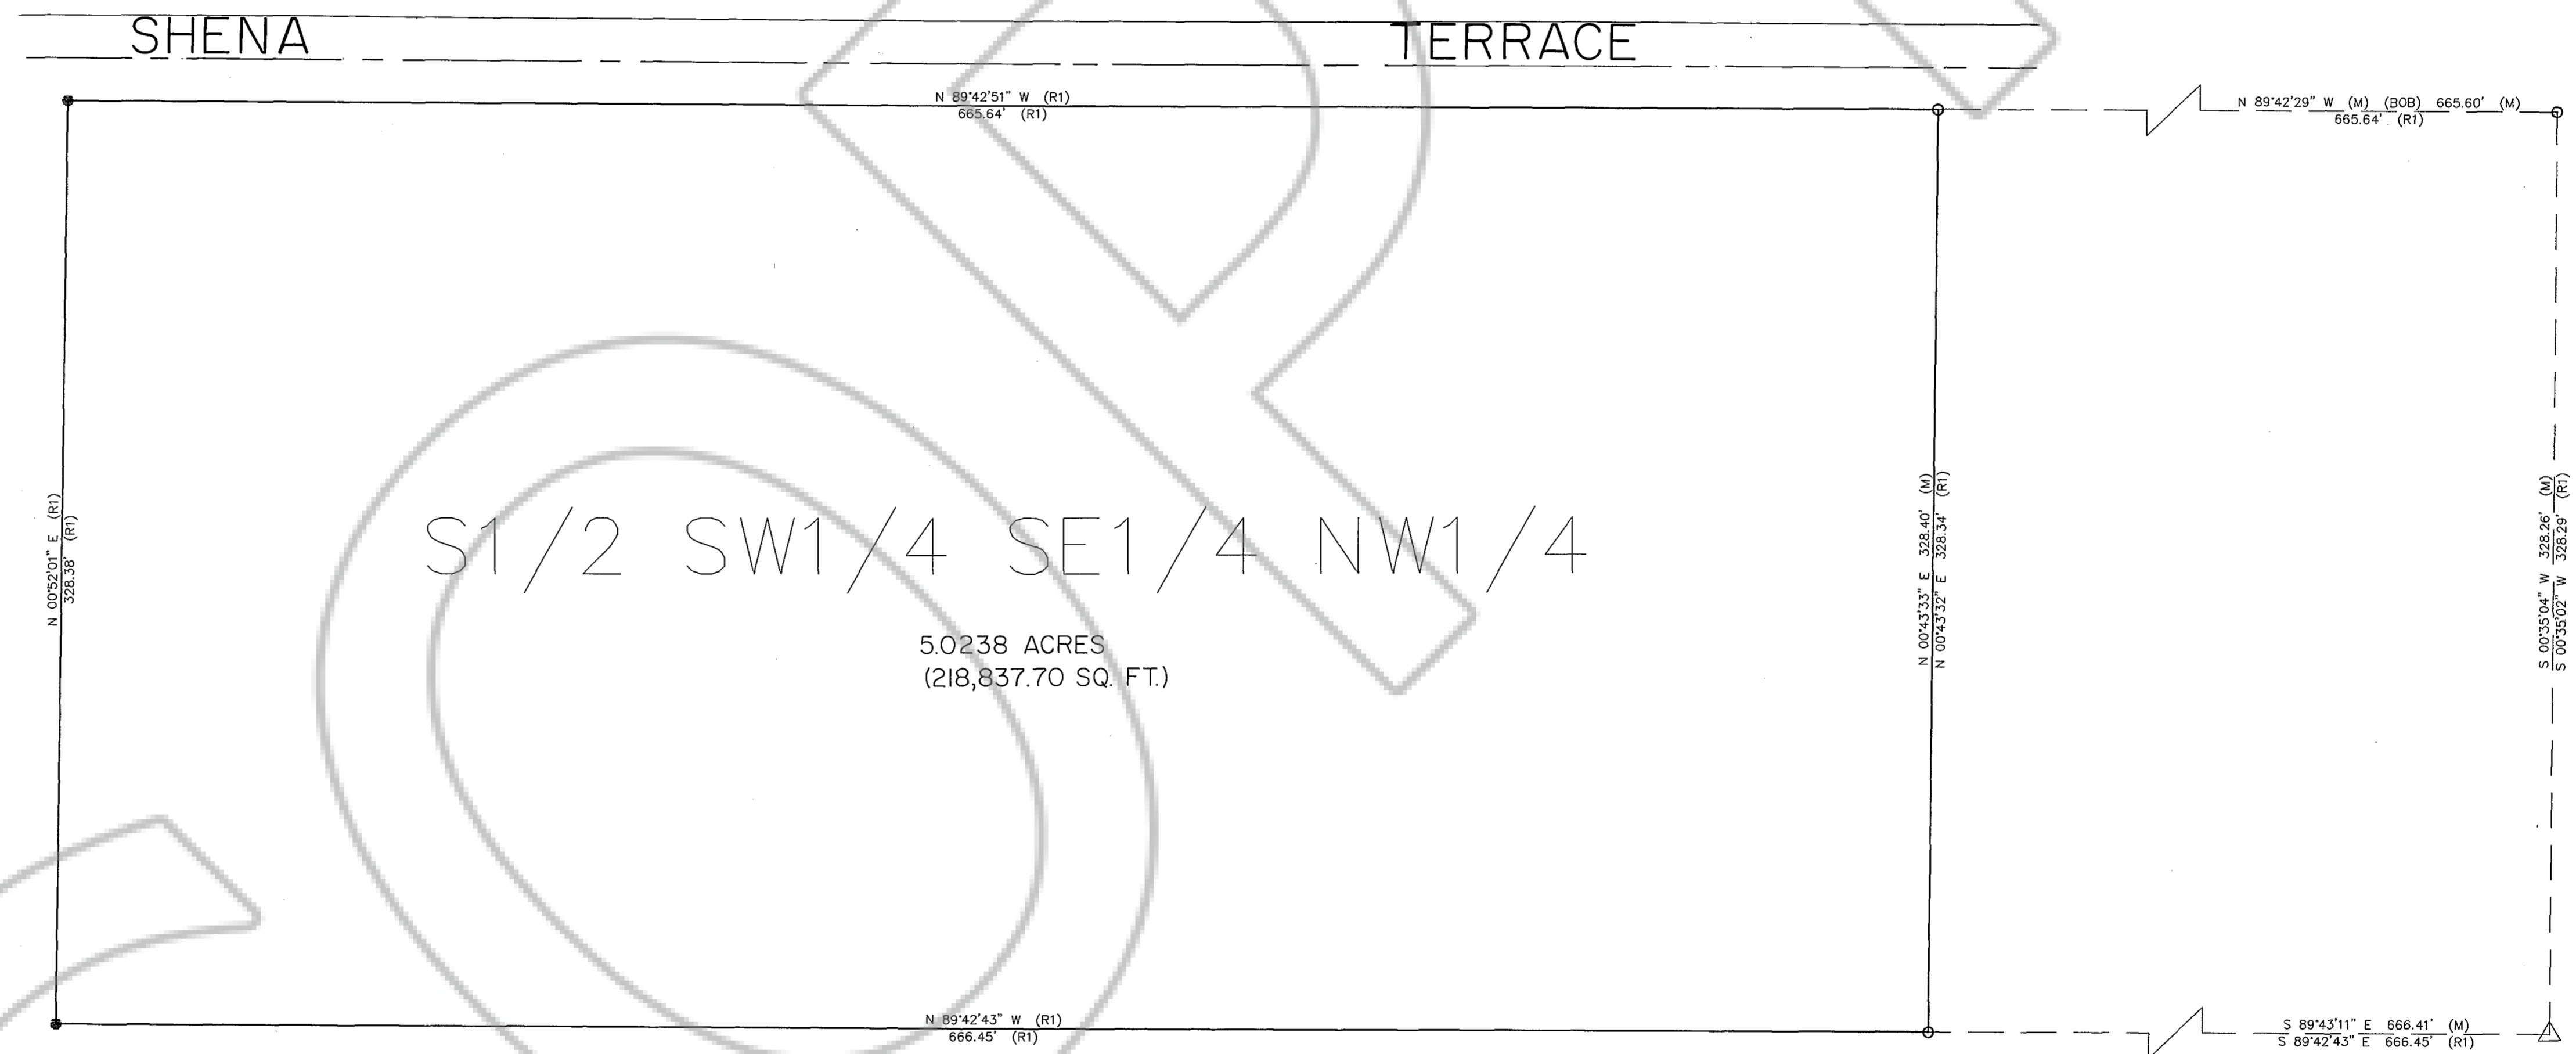 SHENA TERRACE
N 89°42'51" W (R1)
665.64' (R1)
N 89°42'29" W (M) (BOB) 665.60' (M)
665.64' (R1)
N 00°52'01" E (R1)
328.38' (R1)
S1/2 SW1/4 SE1/4 NW1/4
5.0238 ACRES
(218,837.70 SQ. FT.)
N 00°43'33" E 328.40' (M)
N 00°43'32" E 328.34' (R1)
S 00°35'04" W 328.26' (M)
S 00°35'02" W 328.29' (R1)
N 89°42'43" W (R1)
666.45' (R1)
S 89°43'11" E 666.41' (M)
S 89°42'43" E 666.45' (R1)